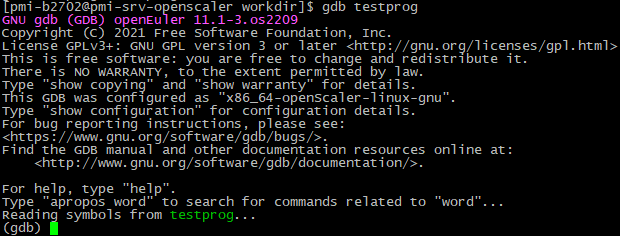 [pmi-b2702@pmi-srv-openscaler workdir]$ gdb testprog
GNU gdb (GDB) openEuler 11.1-3.os2209
Copyright (C) 2021 Free Software Foundation, Inc.
License GPLv3+: GNU GPL version 3 or later <http://gnu.org/licenses/gpl.html>
This is free software: you are free to change and redistribute it.
There is NO WARRANTY, to the extent permitted by law.
Type "show copying" and "show warranty" for details.
This GDB was configured as "x86_64-openScaler-linux-gnu".
Type "show configuration" for configuration details.
For bug reporting instructions, please see:
<https://www.gnu.org/software/gdb/bugs/>.
Find the GDB manual and other documentation resources online at:
    <http://www.gnu.org/software/gdb/documentation/>.

For help, type "help".
Type "apropos word" to search for commands related to "word"...
Reading symbols from testprog...
(gdb)